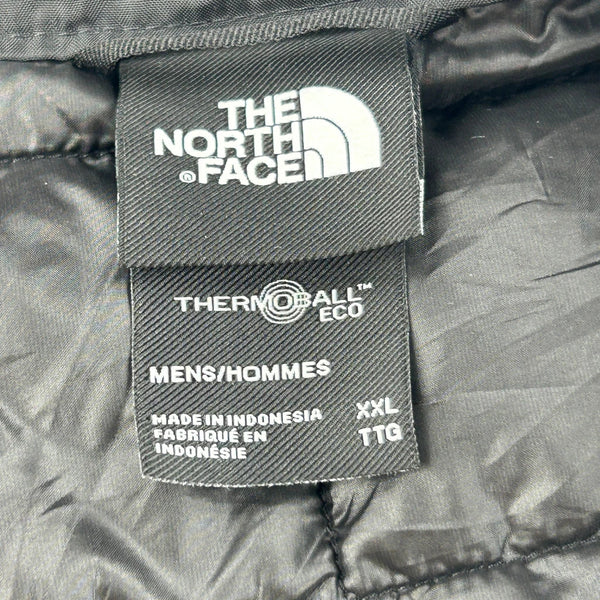 THE
NORTH
® FACE
THERMOBALL™
ECO
MENS/HOMMES
MADE IN INDONESIA
FABRIQUÉ EN
INDONÉSIE
XXL
TTG